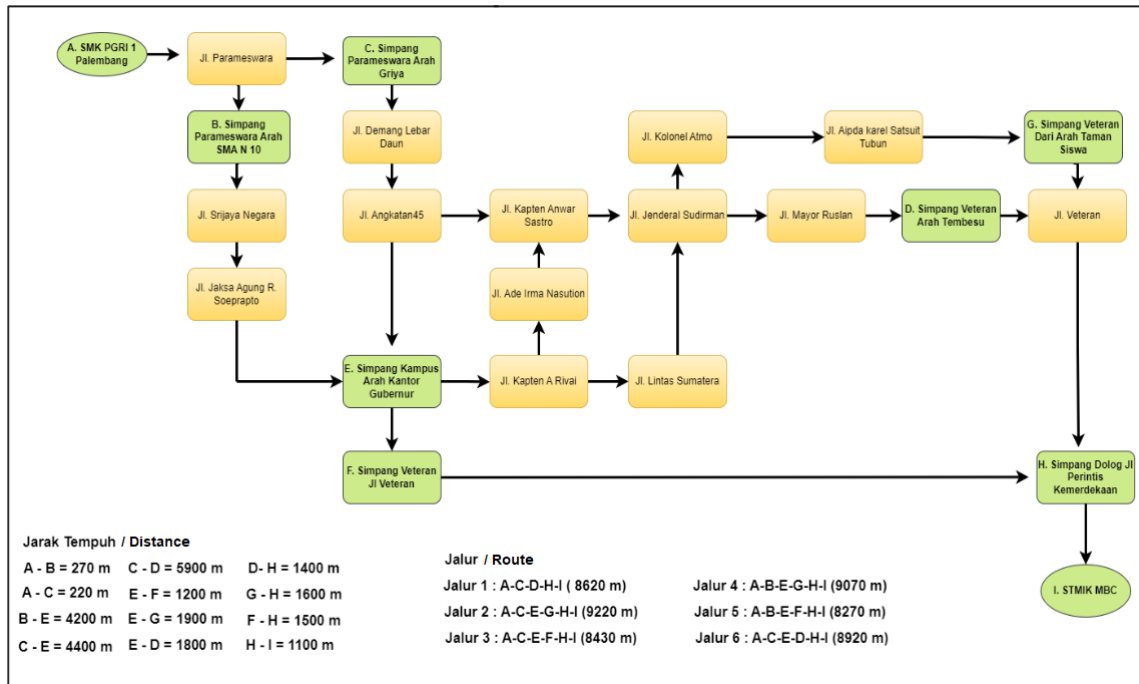 A. SMK PGRI 1
Palembang
Jl. Parameswara
C. Simpang
Parameswara Arah
Griya
B. Simpang
Parameswara Arah
SMA N 10
Jl. Demang Lebar
Daun
Jl. Kolonel Atmo
Jl. Aipda karel Satsuit
Tubun
G. Simpang Veteran
Dari Arah Taman
Siswa
Jl. Srijaya Negara
Jl. Angkatan45
Jl. Kapten Anwar
Sastro
Jl. Jenderal Sudirman
Jl. Mayor Ruslan
D. Simpang Veteran
Arah Tembesu
Jl. Veteran
Jl. Jaksa Agung R.
Soeprapto
Jl. Ade Irma Nasution
E. Simpang Kampus
Arah Kantor
Gubernur
Jl. Kapten A Rivai
Jl. Lintas Sumatera
F. Simpang Veteran
Jl Veteran
H. Simpang Dolog Jl
Perintis
Kemerdekaan
I. STMIK MBC
Jarak Tempuh / Distance
A - B = 270 m
A - C = 220 m
B - E = 4200 m
C - E = 4400 m
C - D = 5900 m
E - F = 1200 m
E - G = 1900 m
E - D = 1800 m
D- H = 1400 m
G - H = 1600 m
F - H = 1500 m
H - I = 1100 m
Jalur / Route
Jalur 1 : A-C-D-H-I ( 8620 m)
Jalur 2 : A-C-E-G-H-I (9220 m)
Jalur 3 : A-C-E-F-H-I (8430 m)
Jalur 4 : A-B-E-G-H-I (9070 m)
Jalur 5 : A-B-E-F-H-I (8270 m)
Jalur 6 : A-C-E-D-H-I (8920 m)